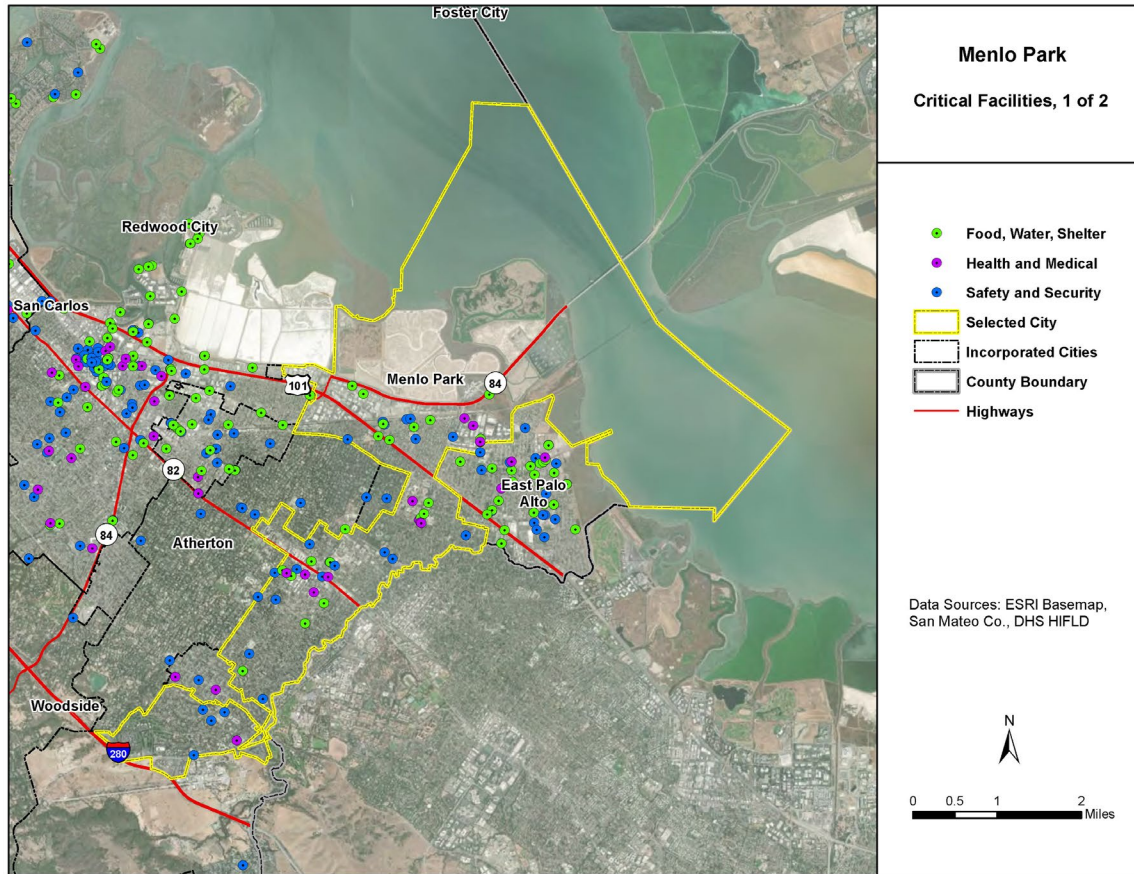 Foster City
Redwood City
San Carlos
101
Menlo Park
84
82
East Palo
Alto
84
Atherton
Woodside
280
Menlo Park
Critical Facilities, 1 of 2
Food, Water, Shelter
Health and Medical
Safety and Security
Selected City
Incorporated Cities
County Boundary
Highways
Data Sources: ESRI Basemap,
San Mateo Co., DHS HIFLD
N
0 0.5 1 2
Miles